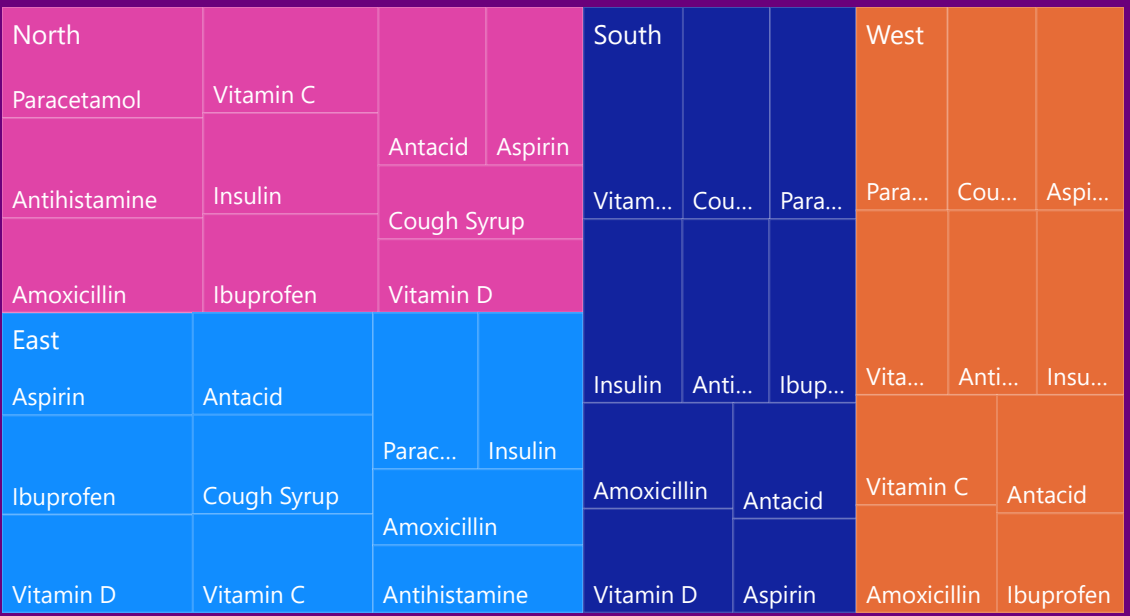 North
Paracetamol
Vitamin C
Antihistamine
Insulin
Amoxicillin
Ibuprofen
Antacid
Aspirin
Cough Syrup
Vitamin D
East
Aspirin
Antacid
Ibuprofen
Cough Syrup
Vitamin D
Vitamin C
Parac...
Insulin
Amoxicillin
Antihistamine
South
Vitam...
Cou...
Para...
Insulin
Anti...
Ibup...
Amoxicillin
Antacid
Vitamin D
Aspirin
West
Para...
Cou...
Aspi...
Vita...
Anti...
Insu...
Vitamin C
Antacid
Amoxicillin
Ibuprofen